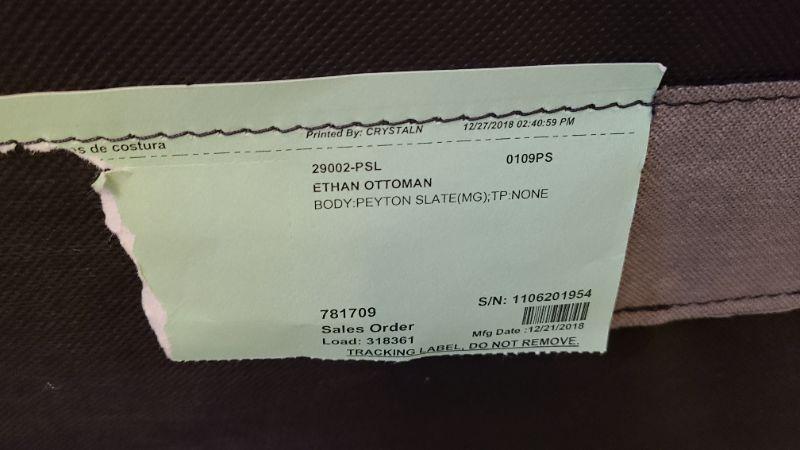 Printed By: CRYSTALN 12/27/2018 02:40:59 PM
de costura
29002-PSL 0109PS
ETHAN OTTOMAN
BODY:PEYTON SLATE(MG);TP:NONE
781709 S/N: 1106201954
Sales Order
Load: 318361 Mfg Date :12/21/2018
TRACKING LABEL, DO NOT REMOVE.